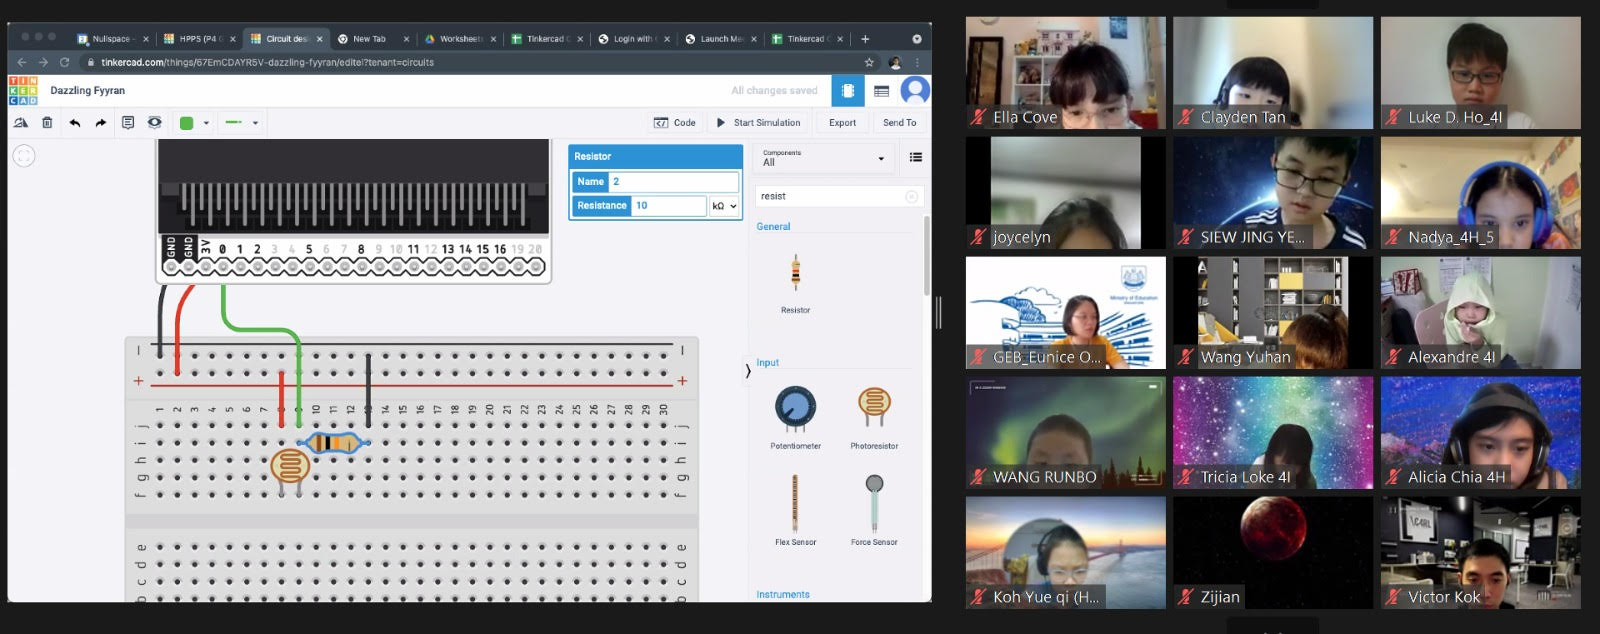 Nullspace -
HPPS (P4 G
Circuit desi
New Tab
Worksheets
Tinkercad C
Login with
Launch Me
Tinkercad C
tinkercad.com/things/67EmCDAYR5V-dazzling-fyyran/editel?tenant=circuits
TIN
KER
CAD
Dazzling Fyyran
All changes saved
Code
Start Simulation
Export
Send To
Resistor
Name 2
Resistance 10 kΩ
Components
All
resist
General
Resistor
Input
Potentiometer
Photoresistor
Flex Sensor
Force Sensor
Instruments
GND GND 3V 0 1 2 3 4 5 6 7 8 9 10 11 12 13 14 15 16 19 20
1 2 3 4 5 6 7 8 9 10 11 12 13 14 15 16 17 18 19 20 21 22 23 24 25 26 27 28 29 30
j j
i i
h h
g g
f f
e e
d d
c c
b b
Ella Cove
Clayden Tan
Luke D. Ho_4I
joycelyn
SIEW JING YE...
Nadya_4H_5
Ministry of Education
GEB_Eunice O...
Wang Yuhan
Alexandre 4I
WANG RUNBO
Tricia Loke 4I
Alicia Chia 4H
Koh Yue qi (H...
Zijian
Victor Kok